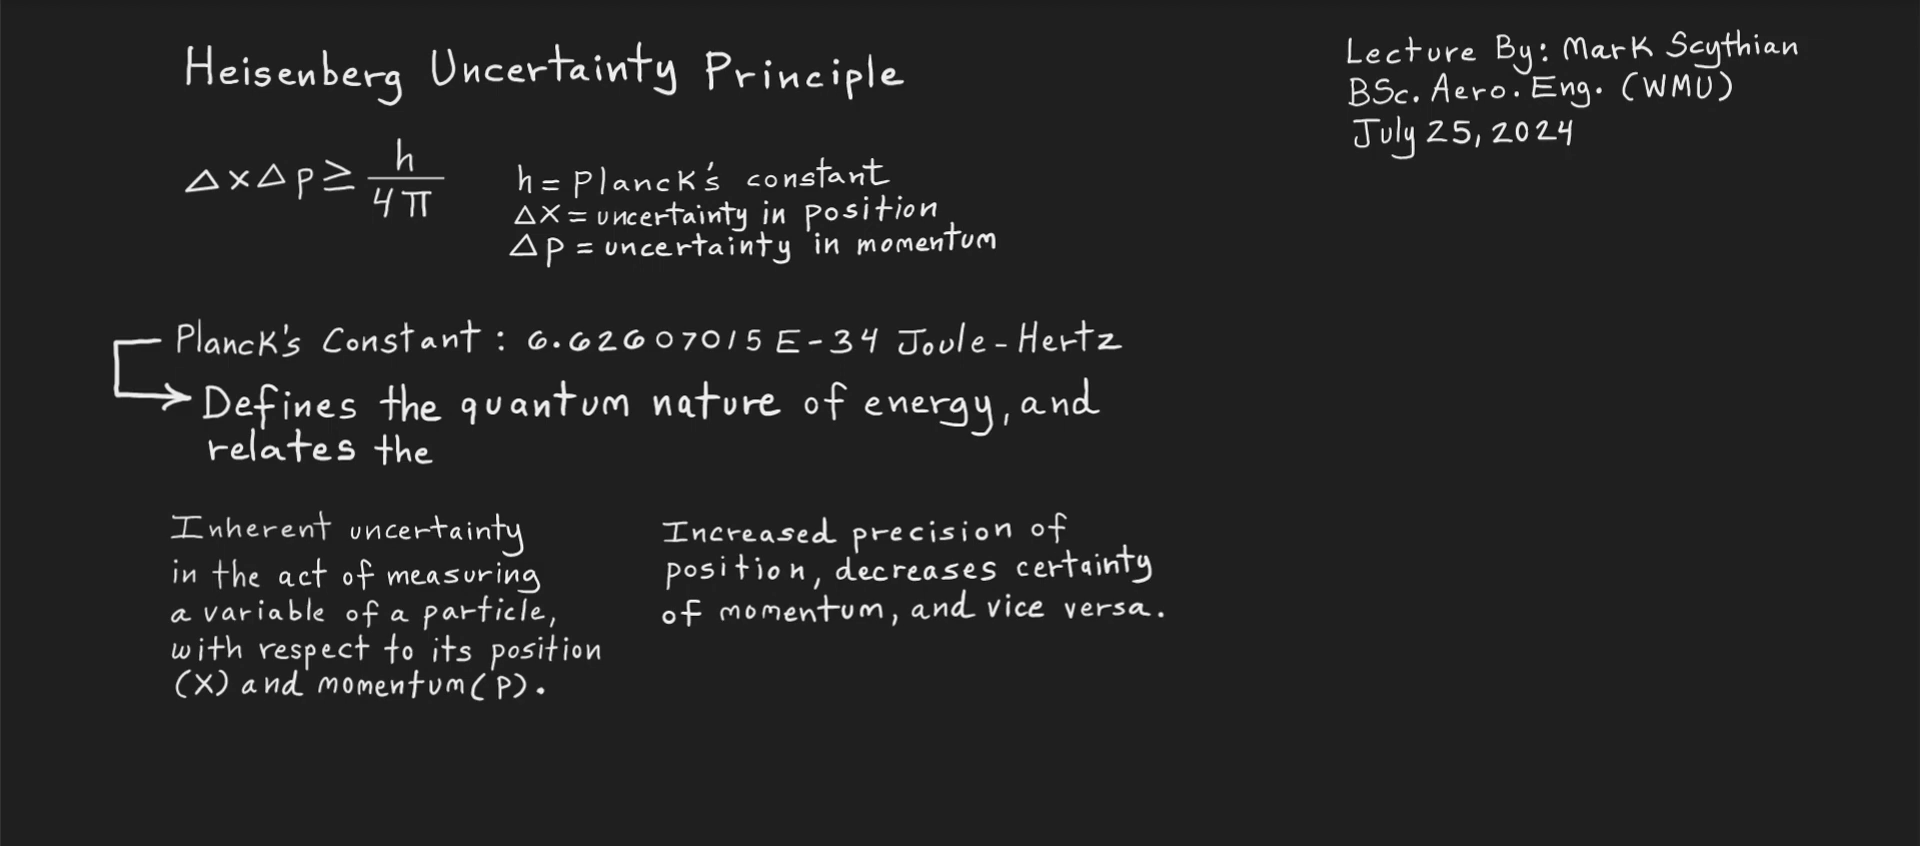 Heisenberg Uncertainty Principle
Lecture By: Mark Scythian
BSc. Aero. Eng. (WMU)
July 25, 2024
ΔxΔp≥ h/4π
h = Planck's constant
Δx = uncertainty in position
Δp = uncertainty in momentum
Planck's Constant : 6.62607015 E-34 Joule-Hertz
Defines the quantum nature of energy, and
relates the
Inherent uncertainty
in the act of measuring
a variable of a particle,
with respect to its position
(X) and momentum(P).
Increased precision of
position, decreases certainty
of momentum, and vice versa.